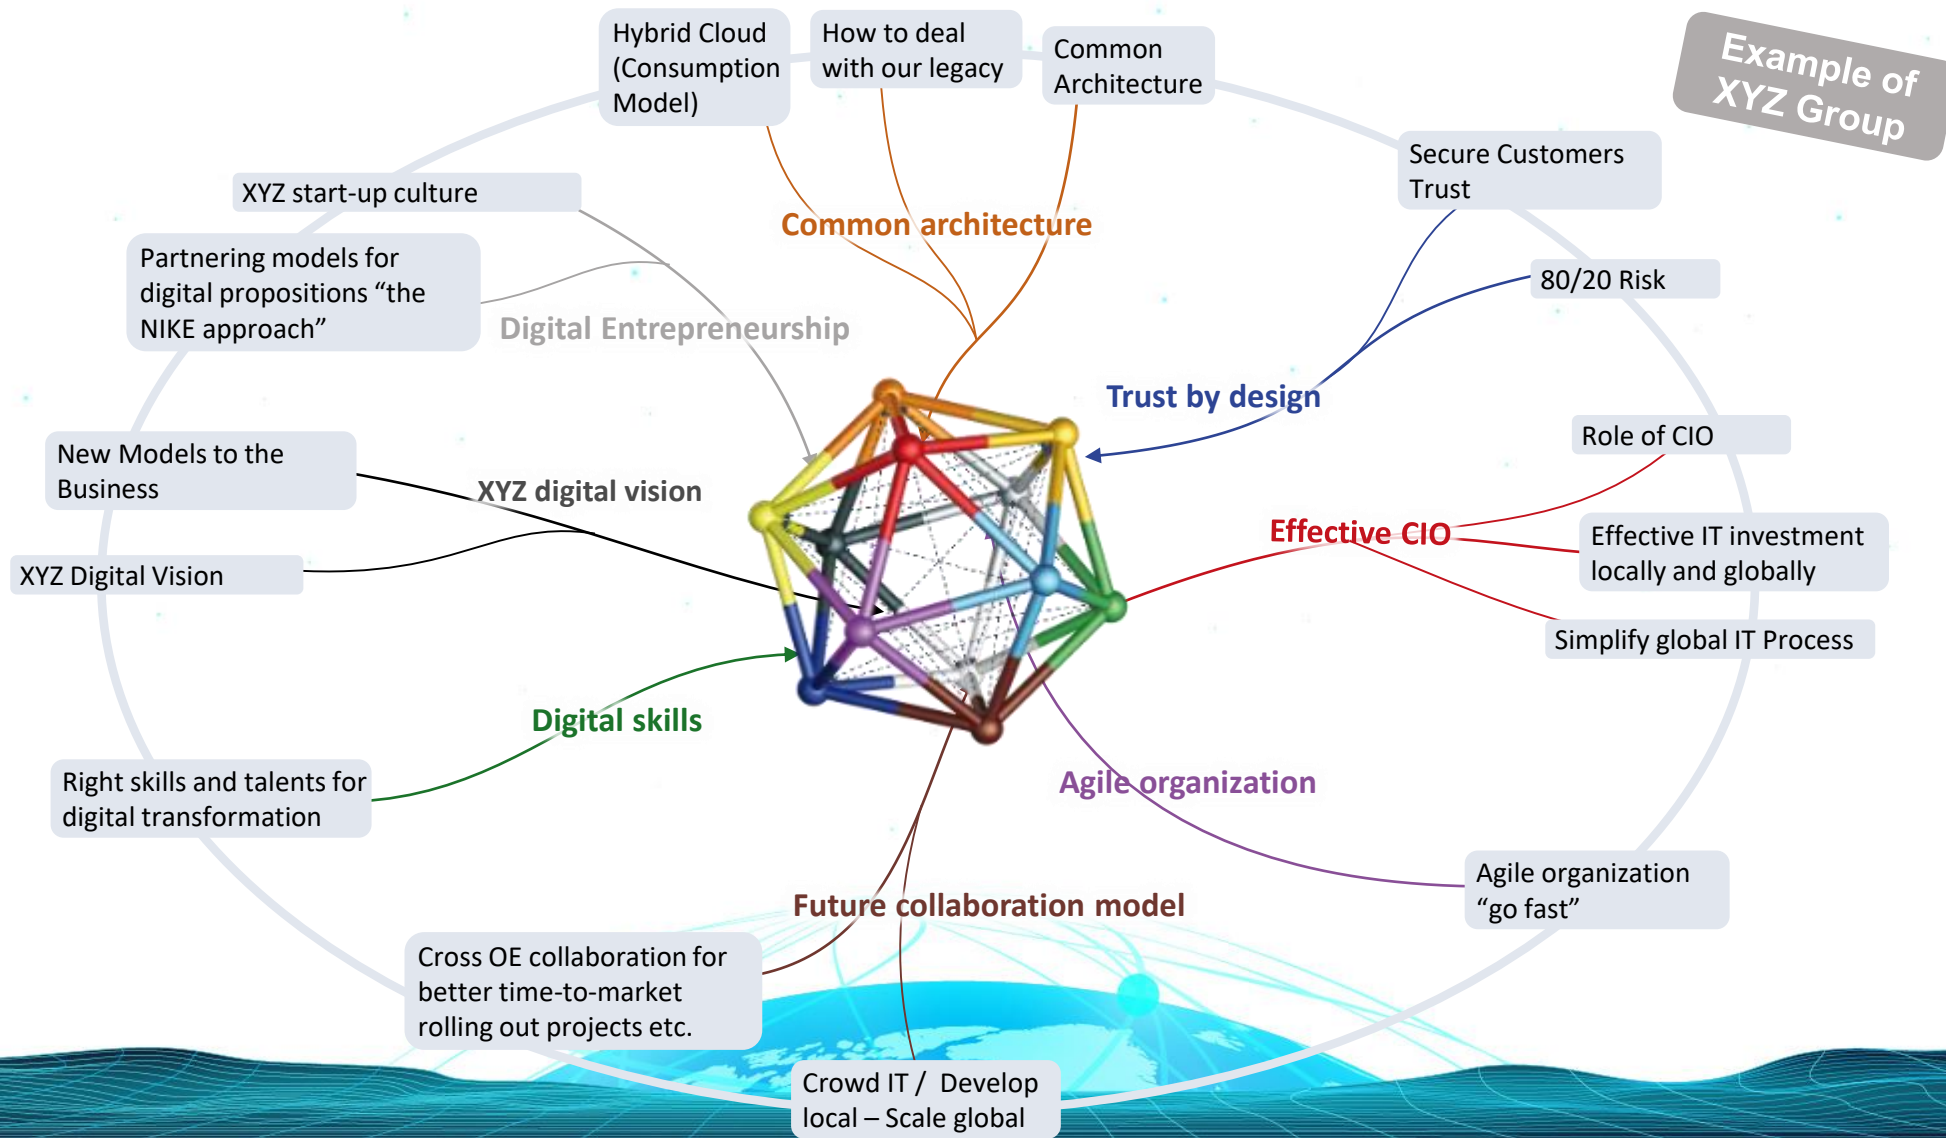 Hybrid Cloud
(Consumption
Model)
How to deal
with our legacy
Common
Architecture
Example of
XYZ Group
Secure Customers
Trust
XYZ start-up culture
Common architecture
Partnering models for
digital propositions “the
NIKE approach”
80/20 Risk
Digital Entrepreneurship
Trust by design
Role of CIO
New Models to the
Business
XYZ digital vision
Effective CIO
Effective IT investment
locally and globally
XYZ Digital Vision
Simplify global IT Process
Digital skills
Right skills and talents for
digital transformation
Agile organization
Agile organization
“go fast”
Future collaboration model
Cross OE collaboration for
better time-to-market
rolling out projects etc.
Crowd IT /  Develop
local – Scale global